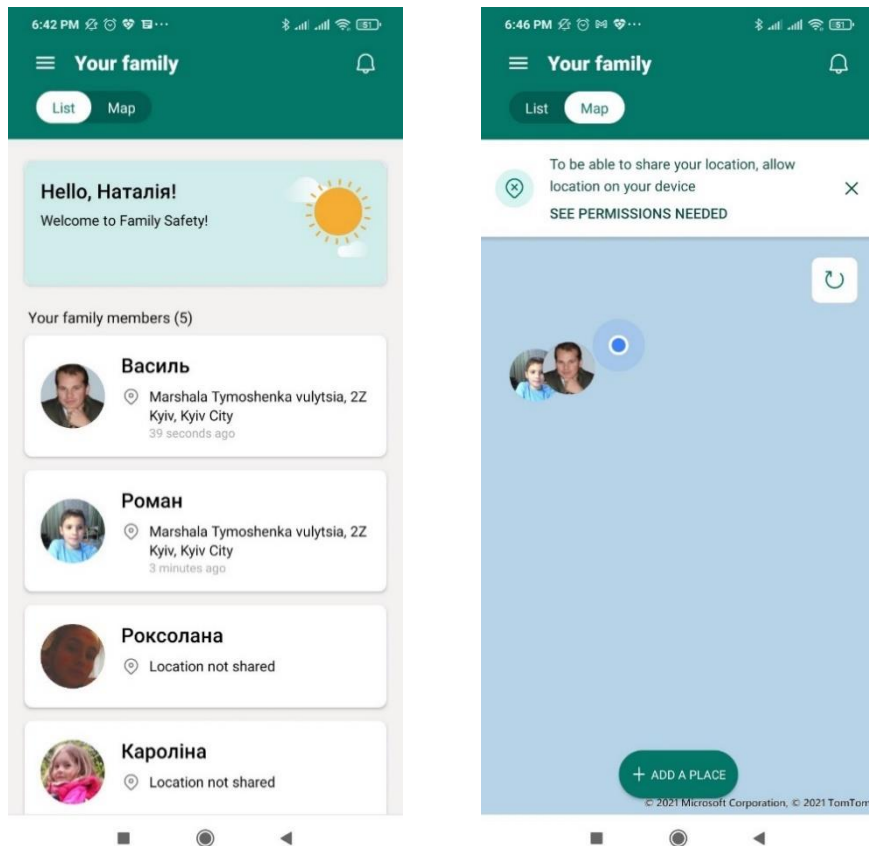 6:42 PM
51
Your family
List Map
Hello, Наталія!
Welcome to Family Safety!
Your family members (5)
Василь
Marshala Tymoshenka vulytsia, 2Z
Kyiv, Kyiv City
39 seconds ago
Роман
Marshala Tymoshenka vulytsia, 2Z
Kyiv, Kyiv City
3 minutes ago
Роксолана
Location not shared
Кароліна
Location not shared
6:46 PM
51
Your family
List Map
To be able to share your location, allow
location on your device
SEE PERMISSIONS NEEDED
+ ADD A PLACE
© 2021 Microsoft Corporation, © 2021 TomTom